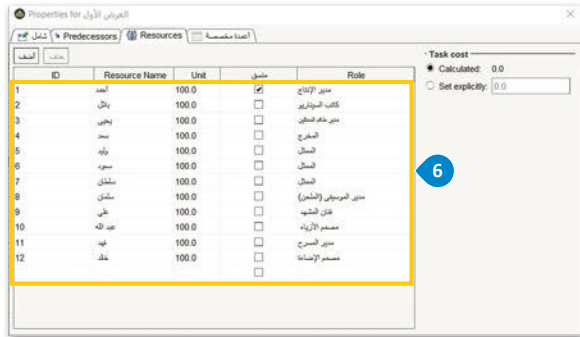 Properties for العرض الأول
شامل Predecessors Resources أعمدة مخصصة
أضف حذف
ID Resource Name Unit منسق Role
1 أحمد 100.0 مدير الإنتاج
2 بلال 100.0 كاتب السيناريو
3 يحيى 100.0 مدير طاقم الممثلين
4 سعد 100.0 المخرج
5 وليد 100.0 الممثل
6 سعود 100.0 الممثل
7 سلطان 100.0 الممثل
8 سلمان 100.0 مدير الموسيقى (الملحن)
9 علي 100.0 فنان المشهد
10 عبد الله 100.0 مصمم الأزياء
11 فهد 100.0 مدير المسرح
12 خالد 100.0 مصمم الإضاءة
Task cost
Calculated: 0.0
Set explicitly: 0.0
6